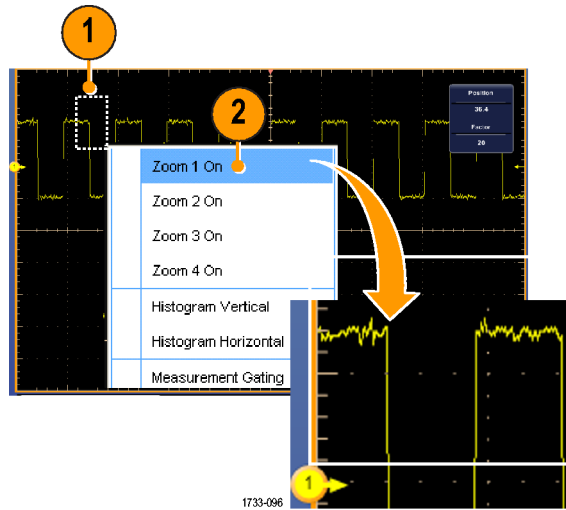 1
2
Position
36.4
Factor
20
Zoom 1 On
Zoom 2 On
Zoom 3 On
Zoom 4 On
Histogram Vertical
Histogram Horizontal
Measurement Gating
1
1733-096